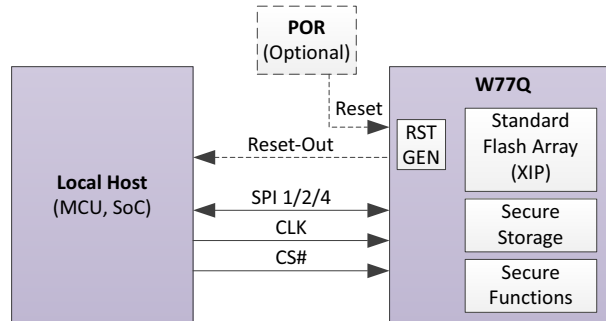 POR
(Optional)
W77Q
Reset
RST
GEN
Standard
Flash Array
(XIP)
Reset-Out
Local Host
(MCU, SoC)
SPI 1/2/4
CLK
CS#
Secure
Storage
Secure
Functions